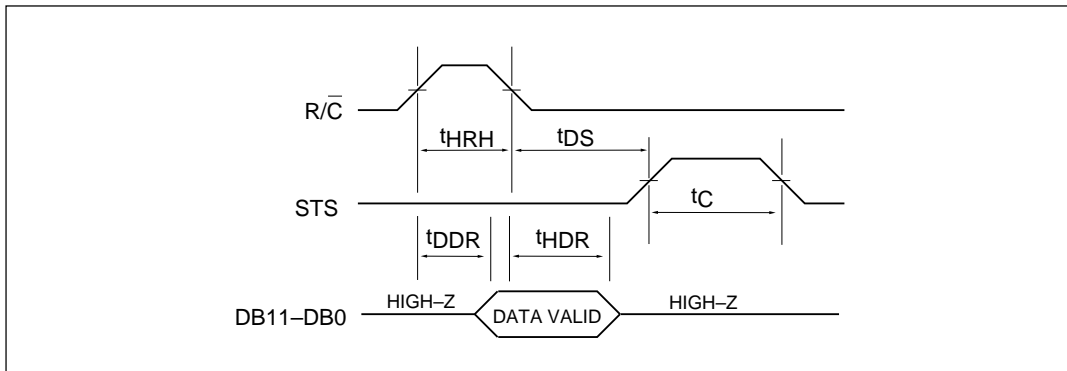 R/C̅
tHRH
tDS
STS
tC
tDDR
tHDR
DB11–DB0
HIGH–Z
DATA VALID
HIGH–Z